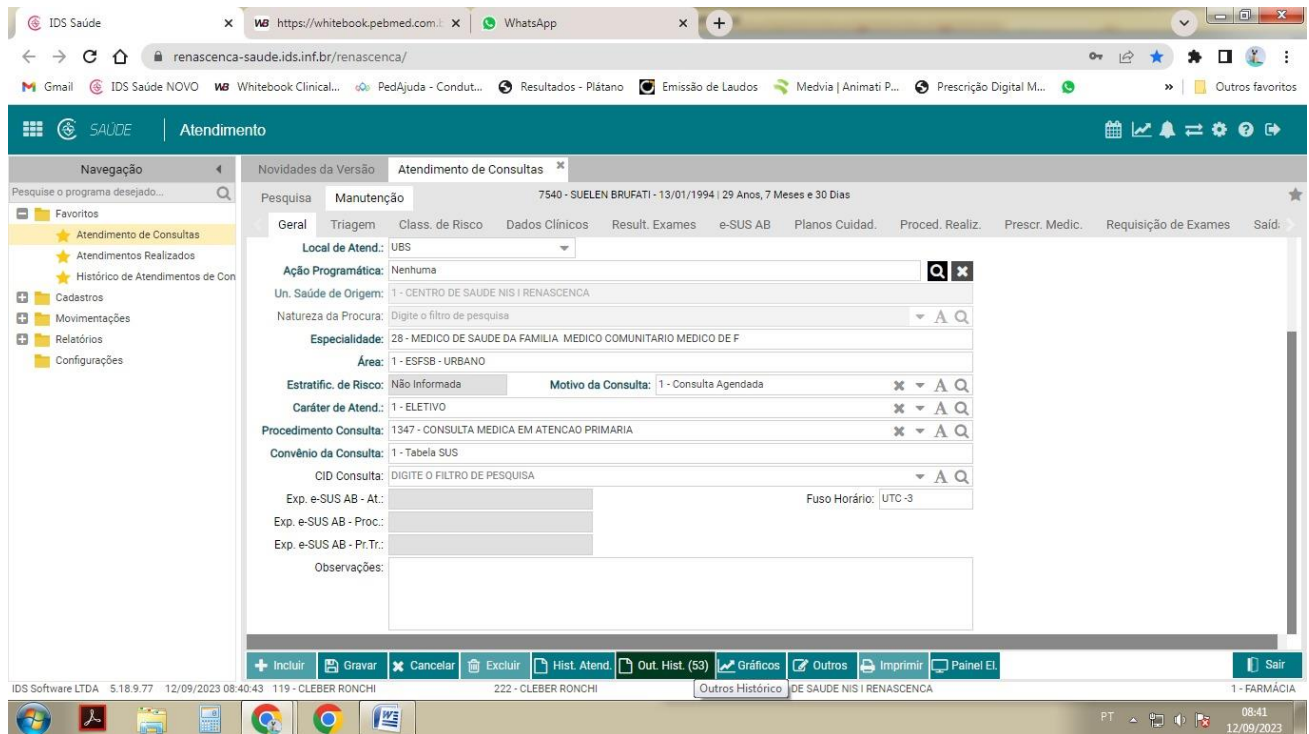 IDS Saúde
https://whitebook.pebmed.com.b
WhatsApp
renascenca-saude.ids.inf.br/renascenca/
Gmail IDS Saúde NOVO Whitebook Clinical... PedAjuda - Condut... Resultados - Plátano Emissão de Laudos Medvia | Animati P... Prescrição Digital M... » Outros favoritos
SAÚDE Atendimento
Navegação
Pesquise o programa desejado...
Favoritos
Atendimento de Consultas
Atendimentos Realizados
Histórico de Atendimentos de Con
Cadastros
Movimentações
Relatórios
Configurações
Novidades da Versão Atendimento de Consultas
Pesquisa Manutenção 7540 - SUELEN BRUFATI - 13/01/1994 | 29 Anos, 7 Meses e 30 Dias
Geral Triagem Class. de Risco Dados Clínicos Result. Exames e-SUS AB Planos Cuidad. Proced. Realiz. Prescr. Medic. Requisição de Exames Saíd
Local de Atend.: UBS
Ação Programática: Nenhuma
Un. Saúde de Origem: 1 - CENTRO DE SAUDE NIS I RENASCENCA
Natureza da Procura: Digite o filtro de pesquisa
Especialidade: 28 - MEDICO DE SAUDE DA FAMILIA MEDICO COMUNITARIO MEDICO DE F
Área: 1 - ESFSB - URBANO
Estratific. de Risco: Não Informada Motivo da Consulta: 1 - Consulta Agendada
Caráter de Atend.: 1 - ELETIVO
Procedimento Consulta: 1347 - CONSULTA MEDICA EM ATENCAO PRIMARIA
Convênio da Consulta: 1 - Tabela SUS
CID Consulta: DIGITE O FILTRO DE PESQUISA
Exp. e-SUS AB - At.: Fuso Horário: UTC -3
Exp. e-SUS AB - Proc.:
Exp. e-SUS AB - Pr.Tr.:
Observações:
Incluir Gravar Cancelar Excluir Hist. Atend. Out. Hist. (53) Gráficos Outros Imprimir Painel El. Sair
IDS Software LTDA 5.18.9.77 12/09/2023 08:40:43 119 - CLEBER RONCHI 222 - CLEBER RONCHI Outros Histórico DE SAUDE NIS I RENASCENCA 1 - FARMÁCIA
PT 08:41
12/09/2023